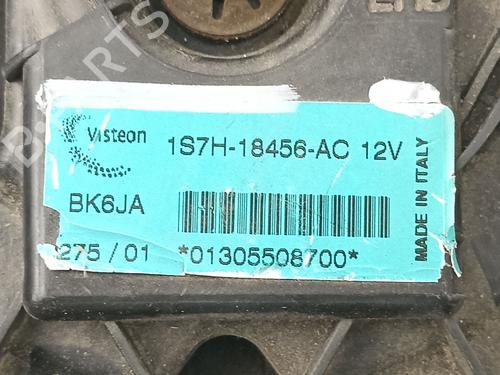 Visteon
1S7H-18456-AC 12V
BK6JA
275/01
*01305508700*
MADE IN ITALY